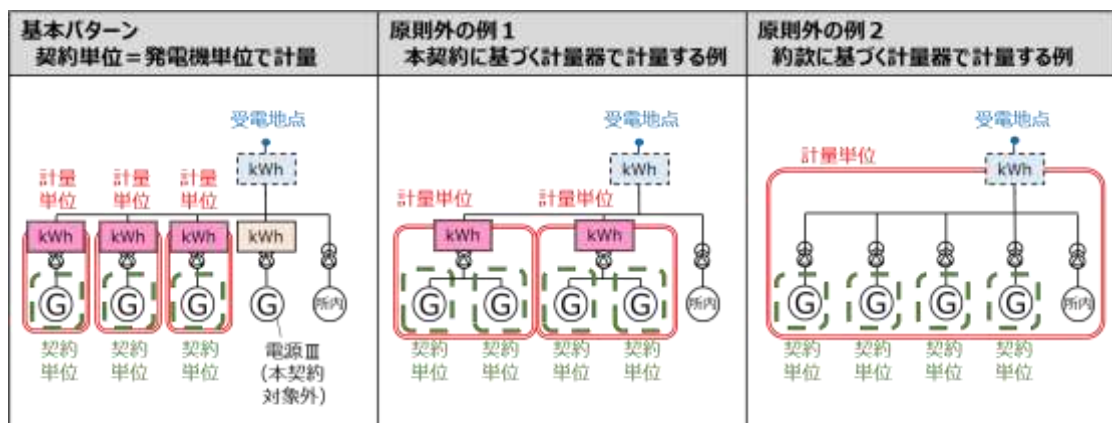 基本パターン
契約単位＝発電機単位で計量
受電地点
kWh
計量
単位
計量
単位
計量
単位
kWh
kWh
kWh
kWh
G
G
G
G
所内
契約
単位
契約
単位
契約
単位
電源Ⅲ
（本契約
対象外）
原則外の例１
本契約に基づく計量器で計量する例
受電地点
kWh
計量単位
計量単位
kWh
kWh
G
G
G
G
所内
契約
単位
契約
単位
契約
単位
契約
単位
原則外の例２
約款に基づく計量器で計量する例
受電地点
計量単位
kWh
G
G
G
G
所内
契約
単位
契約
単位
契約
単位
契約
単位